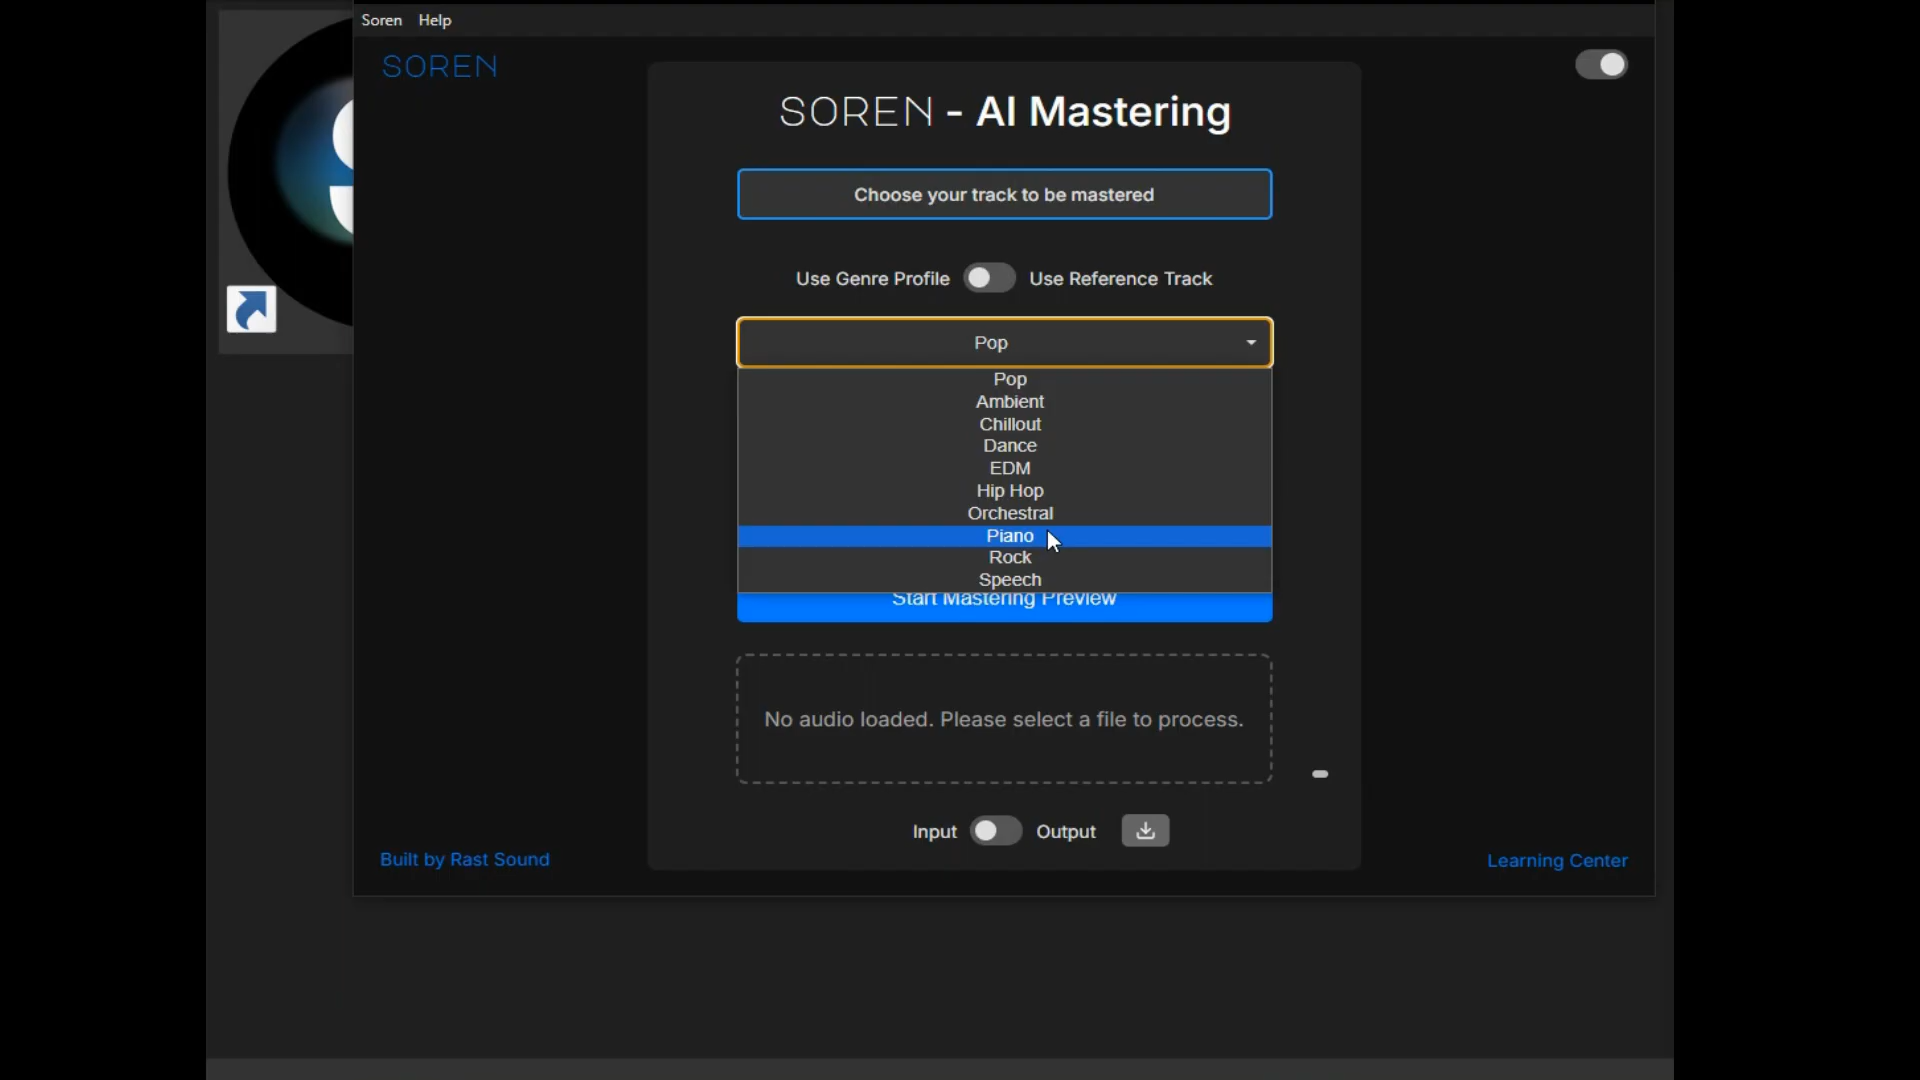 Soren Help
SOREN
SOREN - AI Mastering
Choose your track to be mastered
Use Genre Profile Use Reference Track
Pop
Pop
Ambient
Chillout
Dance
EDM
Hip Hop
Orchestral
Piano
Rock
Speech
Start Mastering Preview
No audio loaded. Please select a file to process.
Input Output
Built by Rast Sound
Learning Center